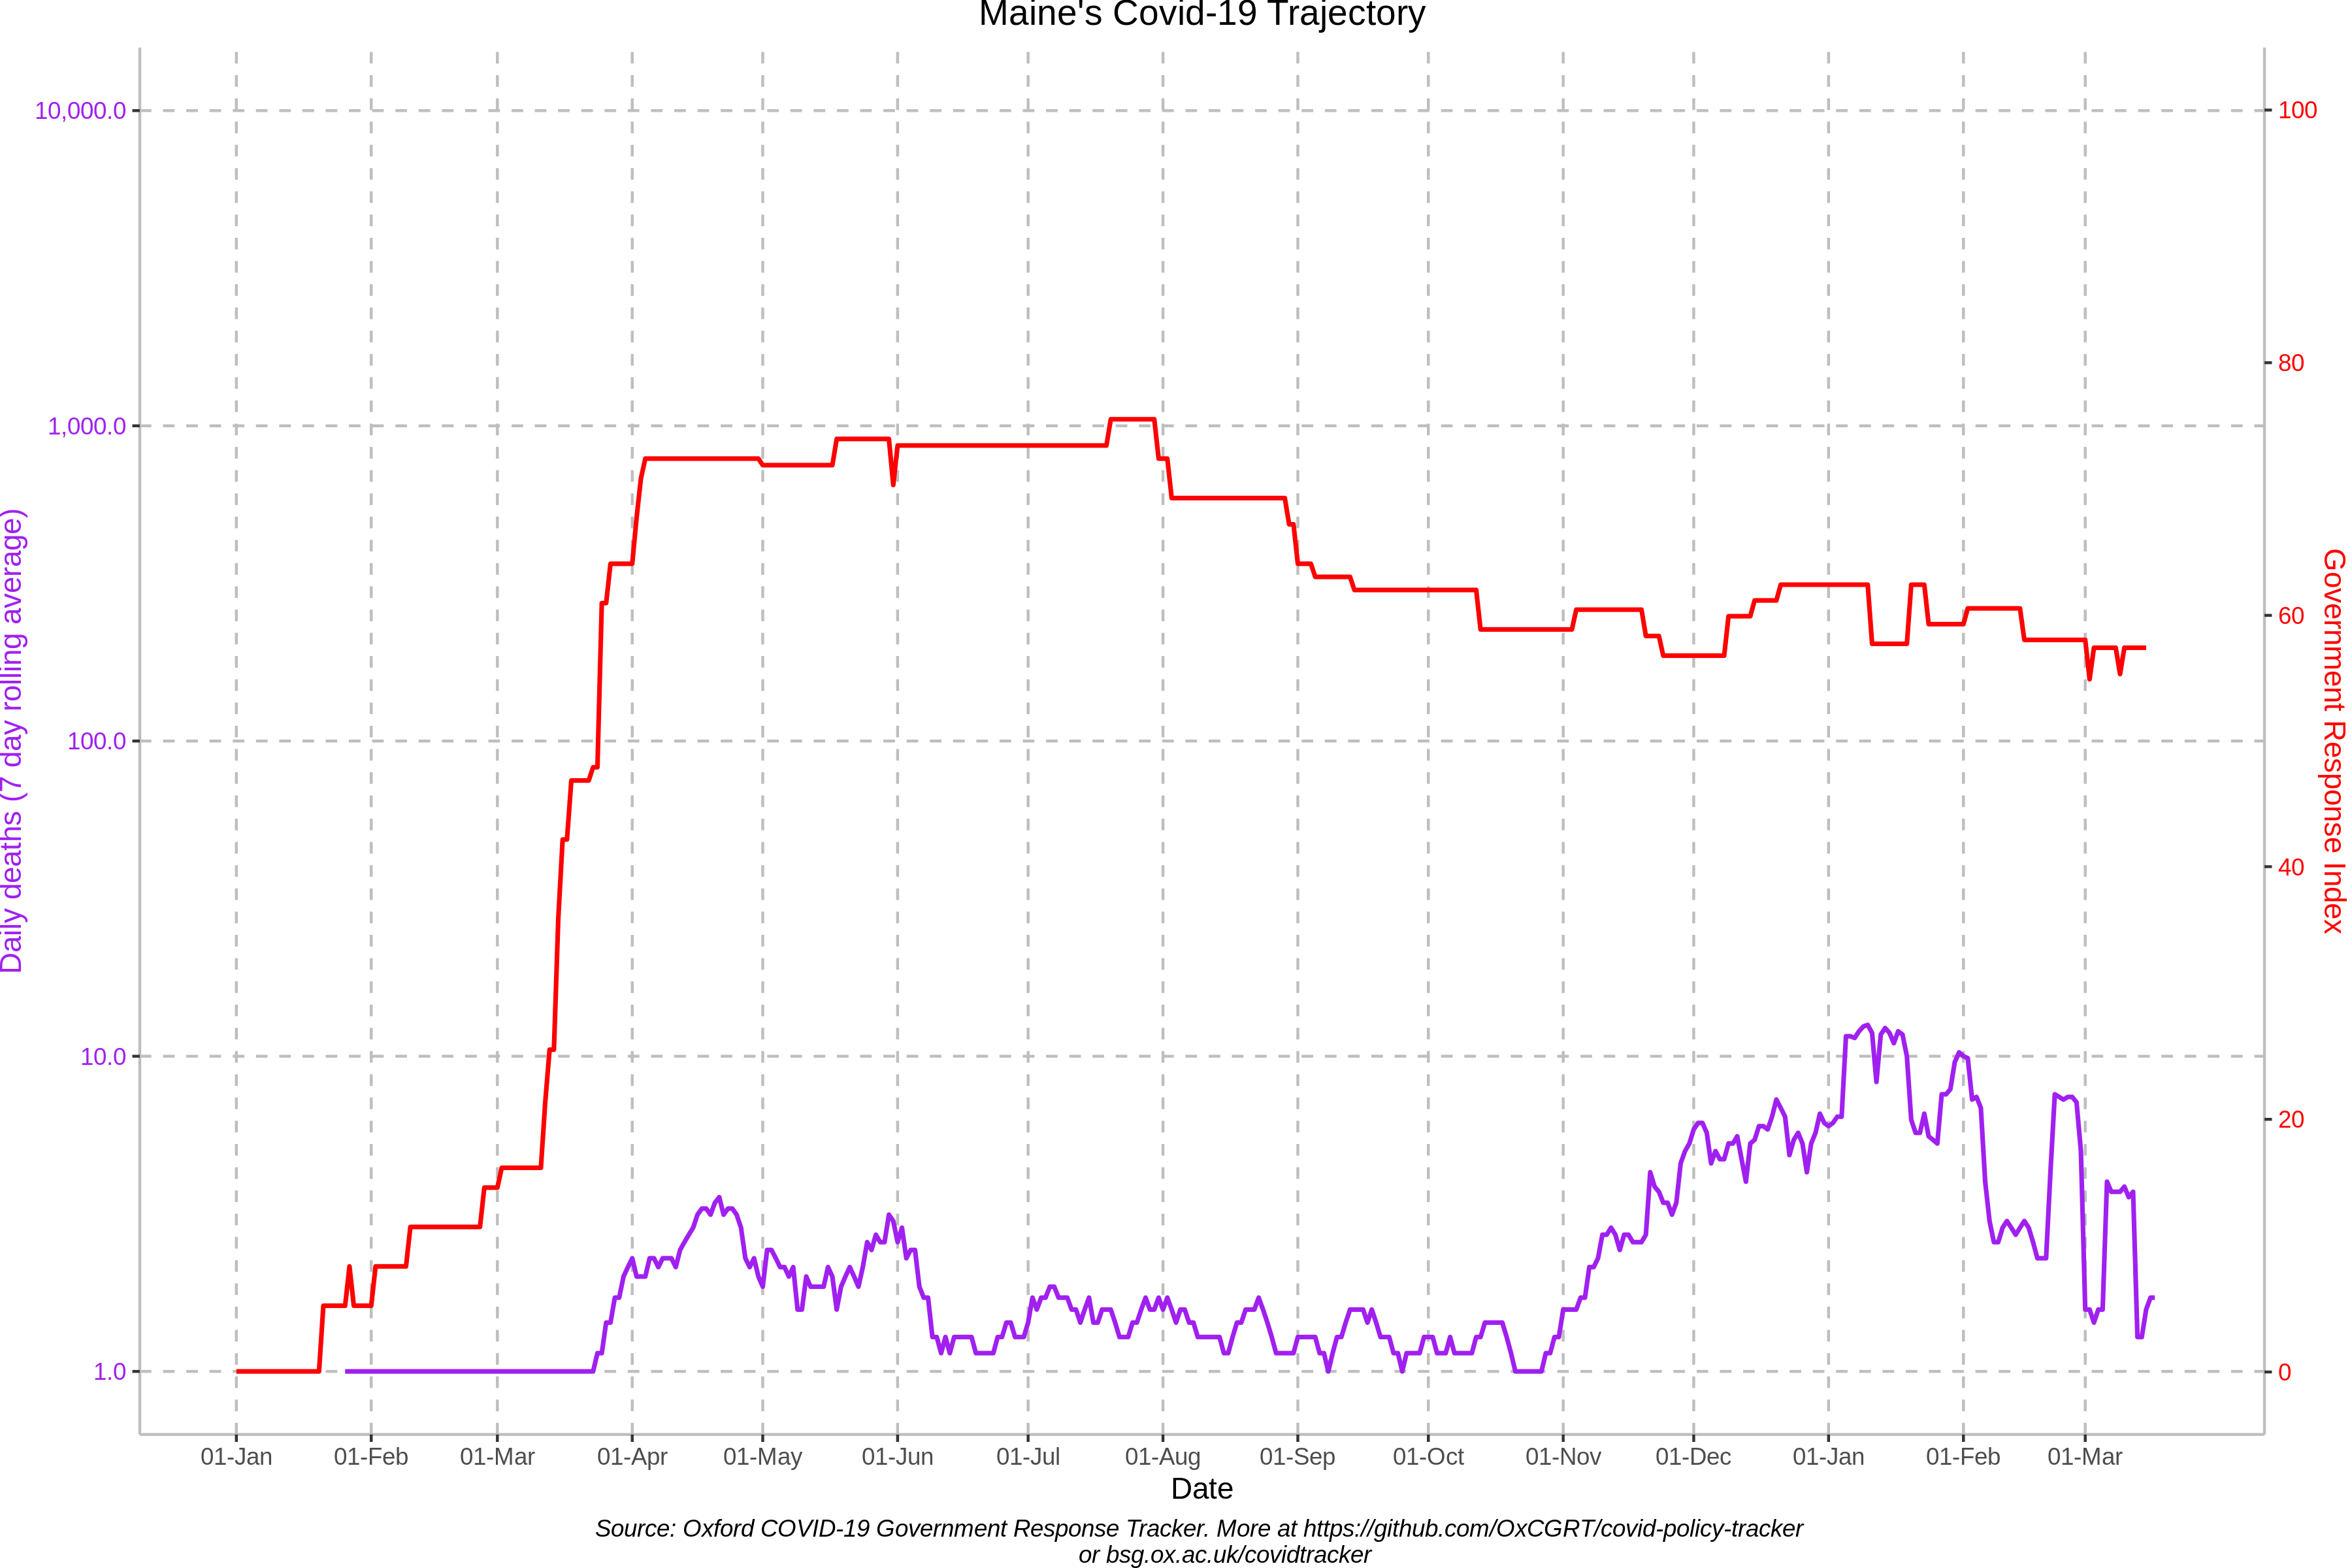 Maine's Covid-19 Trajectory
10,000.0
1,000.0
100.0
10.0
1.0
Daily deaths (7 day rolling average)
100
80
60
40
20
0
Government Response Index
01-Jan 01-Feb 01-Mar 01-Apr 01-May 01-Jun 01-Jul 01-Aug 01-Sep 01-Oct 01-Nov 01-Dec 01-Jan 01-Feb 01-Mar
Date
Source: Oxford COVID-19 Government Response Tracker. More at https://github.com/OxCGRT/covid-policy-tracker
or bsg.ox.ac.uk/covidtracker